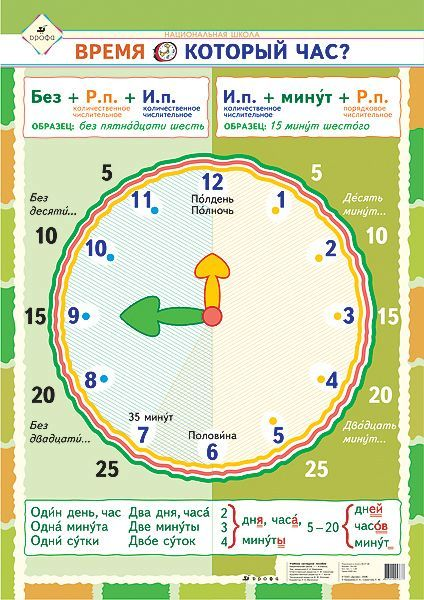 НАЦИОНАЛЬНАЯ ШКОЛА
дрофа
ВРЕМЯ КОТОРЫЙ ЧАС?
Без + Р.п. + И.п.
количественное числительное
количественное числительное
ОБРАЗЕЦ: без пятна́дцати шесть
И.п. + мину́т + Р.п.
количественное числительное
порядковое числительное
ОБРАЗЕЦ: 15 мину́т шесто́го
5
5
Без
десяти́...
Де́сять
мину́т...
10
10
15
15
20
20
Без
двадцати́...
Два́дцать
мину́т...
25
25
12
По́лдень
По́лночь
11
1
10
2
9
3
8
4
35 мину́т
7
Полови́на
6
5
Оди́н день, час
Одна́ мину́та
Одни́ су́тки
Два дня, часа́
Две мину́ты
Дво́е су́ток
2
3
4
дня, часа́,
мину́ты
5–20
дней
часо́в
мину́т
дрофа